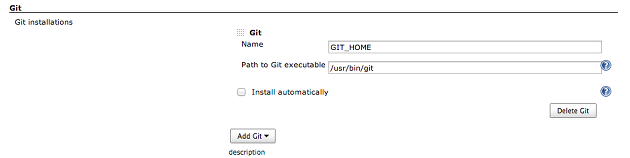 Git
Git installations
Git
Name GIT_HOME
Path to Git executable /usr/bin/git
Install automatically
Delete Git
Add Git
description